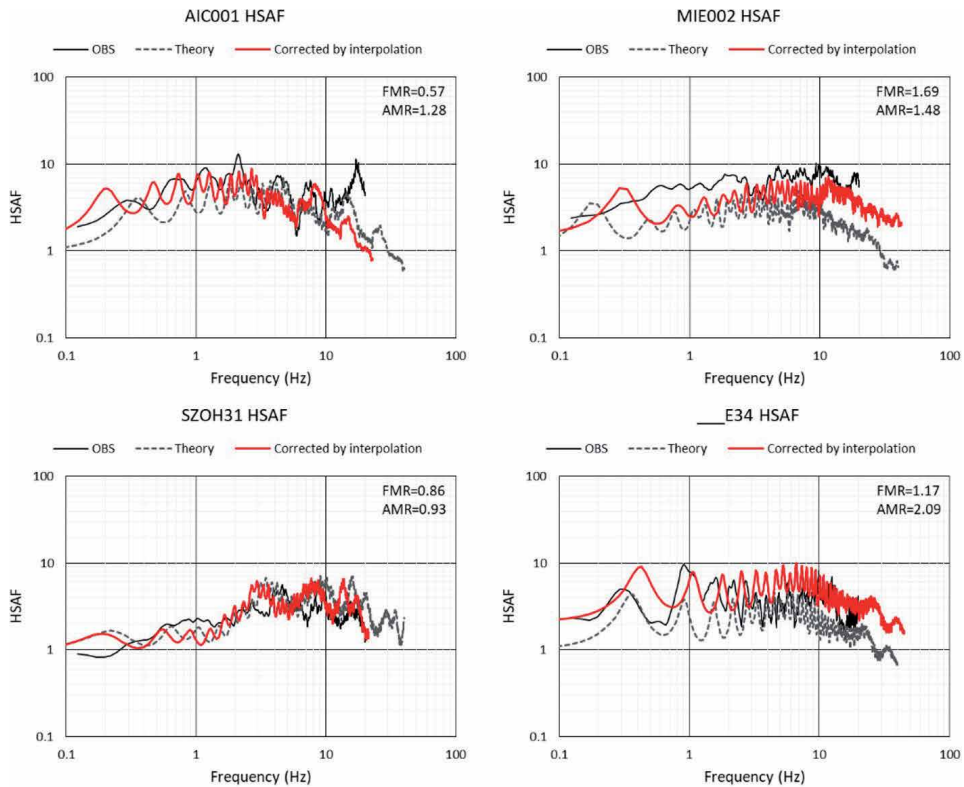 AIC001 HSAF
OBS Theory Corrected by interpolation
FMR=0.57
AMR=1.28
100
10
1
0.1
HSAF
0.1 1 10 100
Frequency (Hz)
MIE002 HSAF
OBS Theory Corrected by interpolation
FMR=1.69
AMR=1.48
100
10
1
0.1
HSAF
0.1 1 10 100
Frequency (Hz)
SZOH31 HSAF
OBS Theory Corrected by interpolation
FMR=0.86
AMR=0.93
100
10
1
0.1
HSAF
0.1 1 10 100
Frequency (Hz)
___E34 HSAF
OBS Theory Corrected by interpolation
FMR=1.17
AMR=2.09
100
10
1
0.1
HSAF
0.1 1 10 100
Frequency (Hz)